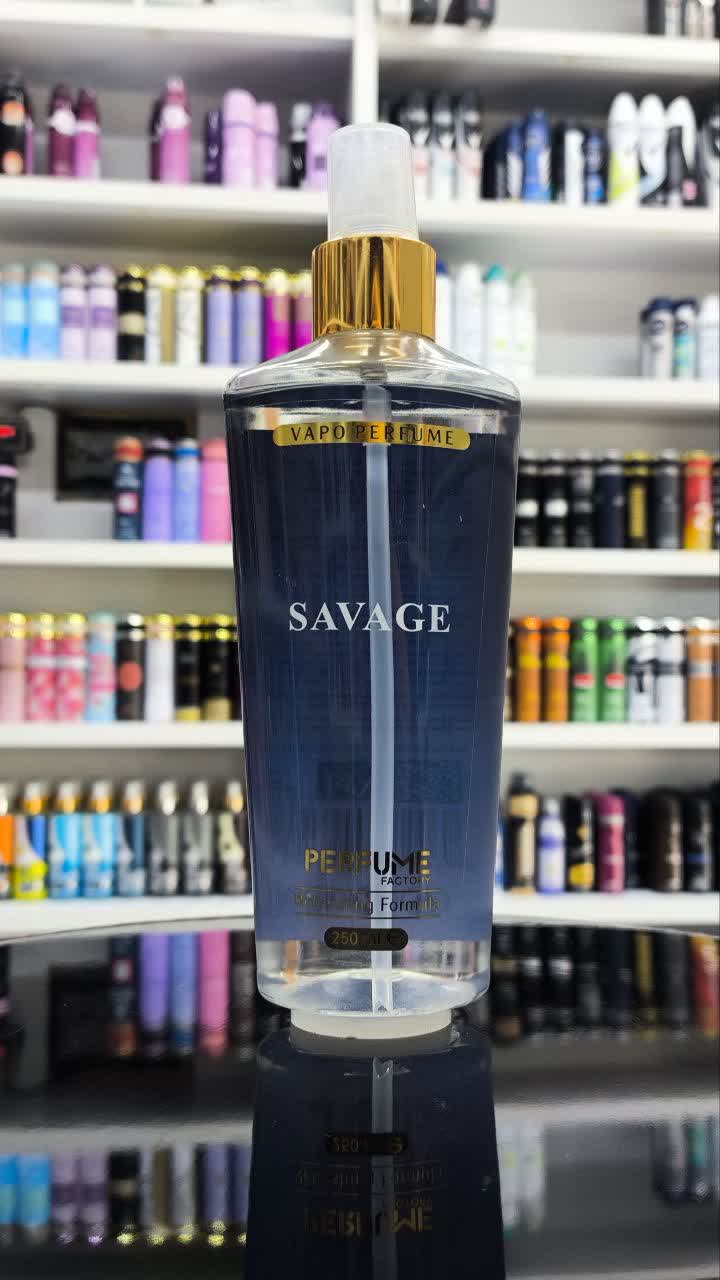 VAPO PERFUME
SAVAGE
PERFUME
FACTORY
Formula
250 ml e